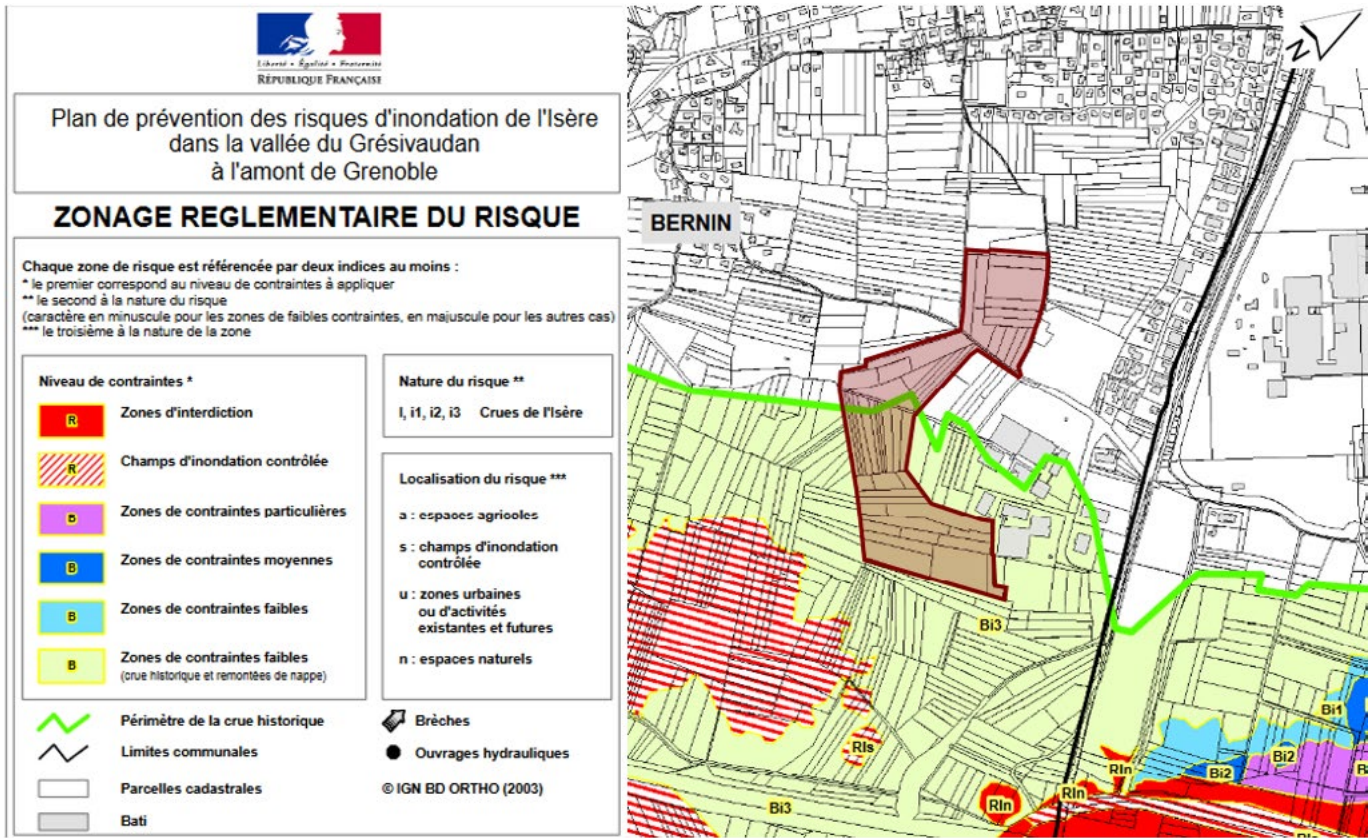 Liberté • Égalité • Fraternité
RÉPUBLIQUE FRANÇAISE
Plan de prévention des risques d'inondation de l'Isère
dans la vallée du Grésivaudan
à l'amont de Grenoble
ZONAGE REGLEMENTAIRE DU RISQUE
Chaque zone de risque est référencée par deux indices au moins :
* le premier correspond au niveau de contraintes à appliquer
** le second à la nature du risque
(caractère en minuscule pour les zones de faibles contraintes, en majuscule pour les autres cas)
*** le troisième à la nature de la zone
Niveau de contraintes *
R Zones d'interdiction
R Champs d'inondation contrôlée
B Zones de contraintes particulières
B Zones de contraintes moyennes
B Zones de contraintes faibles
B Zones de contraintes faibles
(crue historique et remontées de nappe)
Nature du risque **
I, i1, i2, i3 Crues de l'Isère
Localisation du risque ***
a : espaces agricoles
s : champs d'inondation
contrôlée
u : zones urbaines
ou d'activités
existantes et futures
n : espaces naturels
Périmètre de la crue historique
Limites communales
Parcelles cadastrales
Bati
Brèches
Ouvrages hydrauliques
© IGN BD ORTHO (2003)
N
BERNIN
Bi3
Bi1
RIs
Bi2
Bi2
RIn
RIn
RIn
Bi3